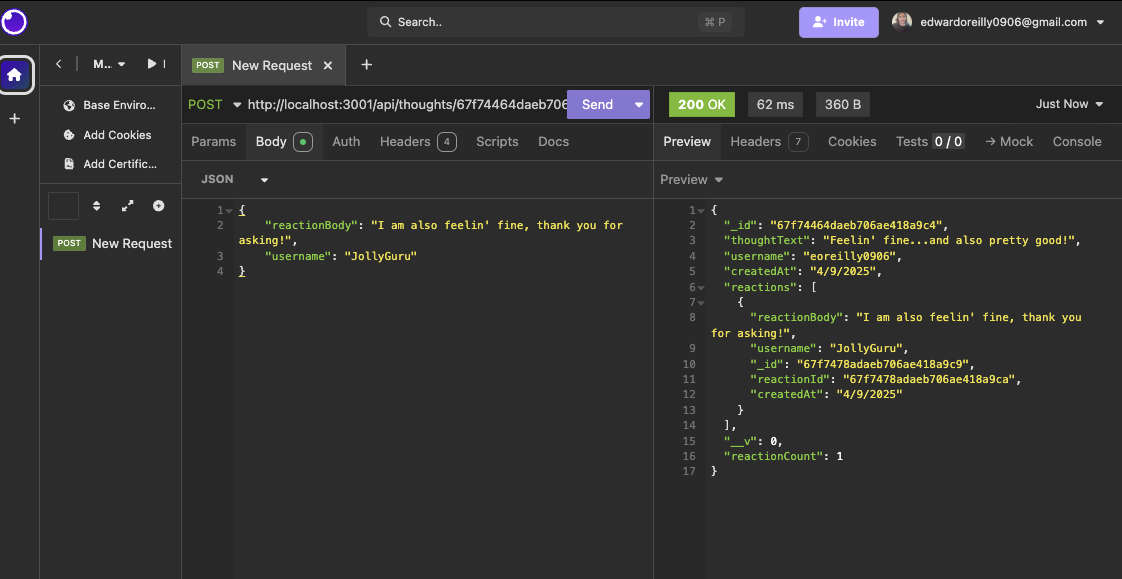 Search..
⌘ P
Invite
edwardoreilly0906@gmail.com
M...
POST New Request
Base Enviro...
Add Cookies
Add Certific...
POST New Request
POST http://localhost:3001/api/thoughts/67f74464daeb706
Send
Params Body Auth Headers 4 Scripts Docs
JSON
1 {
2 "reactionBody": "I am also feelin' fine, thank you for
asking!",
3 "username": "JollyGuru"
4 }
200 OK 62 ms 360 B Just Now
Preview Headers 7 Cookies Tests 0 / 0 → Mock Console
Preview
1 {
2 "_id": "67f74464daeb706ae418a9c4",
3 "thoughtText": "Feelin' fine...and also pretty good!",
4 "username": "eoreilly0906",
5 "createdAt": "4/9/2025",
6 "reactions": [
7 {
8 "reactionBody": "I am also feelin' fine, thank you
for asking!",
9 "username": "JollyGuru",
10 "_id": "67f7478adaeb706ae418a9c9",
11 "reactionId": "67f7478adaeb706ae418a9ca",
12 "createdAt": "4/9/2025"
13 }
14 ],
15 "__v": 0,
16 "reactionCount": 1
17 }